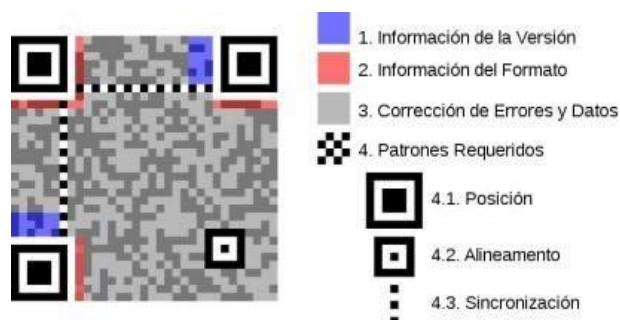 1. Información de la Versión
2. Información del Formato
3. Corrección de Errores y Datos
4. Patrones Requeridos
4.1. Posición
4.2. Alineamento
4.3. Sincronización